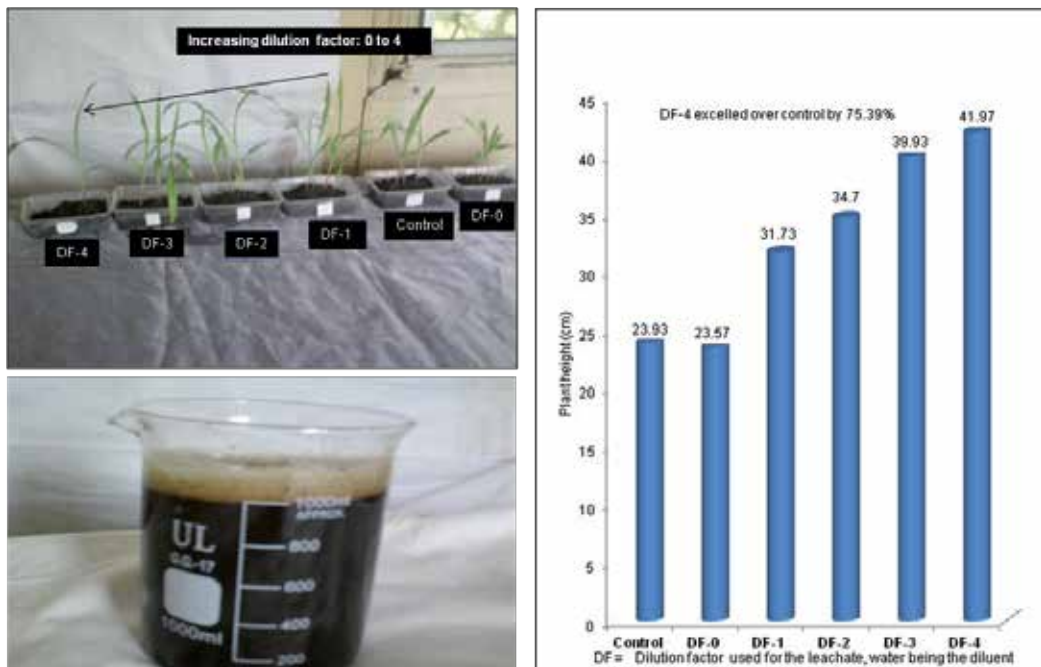 Increasing dilution factor: 0 to 4
DF-4
DF-3
DF-2
DF-1
Control
DF-0
UL
1000ml
APPROX.
800
600
400
200
1000ml
DF-4 excelled over control by 75.39%
Plant height (cm)
45
40
35
30
25
20
15
10
5
0
23.93
23.57
31.73
34.7
39.93
41.97
Control
DF-0
DF-1
DF-2
DF-3
DF-4
DF = Dilution factor used for the leachate, water being the diluent